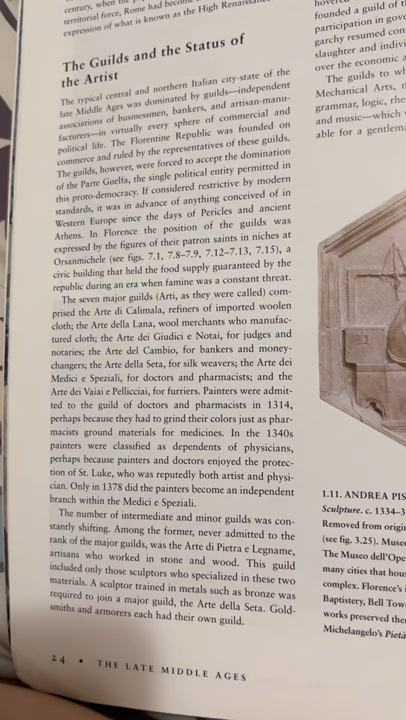 century, when the
territorial force, Rome had become
expression of what is known as the High Renaissance
The Guilds and the Status of
the Artist
The typical central and northern Italian city-state of the
late Middle Ages was dominated by guilds—independent
associations of businessmen, bankers, and artisan-manu-
facturers—in virtually every sphere of commercial and
political life. The Florentine Republic was founded on
commerce and ruled by the representatives of these guilds.
The guilds, however, were forced to accept the domination
of the Parte Guelfa, the single political entity permitted in
this proto-democracy. If considered restrictive by modern
standards, it was in advance of anything conceived of in
Western Europe since the days of Pericles and ancient
Athens. In Florence the position of the guilds was
expressed by the figures of their patron saints in niches at
Orsanmichele (see figs. 7.1, 7.8–7.9, 7.12–7.13, 7.15), a
civic building that held the food supply guaranteed by the
republic during an era when famine was a constant threat.
The seven major guilds (Arti, as they were called) com-
prised the Arte di Calimala, refiners of imported woolen
cloth; the Arte della Lana, wool merchants who manufac-
tured cloth; the Arte dei Giudici e Notai, for judges and
notaries; the Arte del Cambio, for bankers and money-
changers; the Arte della Seta, for silk weavers; the Arte dei
Medici e Speziali, for doctors and pharmacists; and the
Arte dei Vaiai e Pellicciai, for furriers. Painters were admit-
ted to the guild of doctors and pharmacists in 1314,
perhaps because they had to grind their colors just as phar-
macists ground materials for medicines. In the 1340s
painters were classified as dependents of physicians,
perhaps because painters and doctors enjoyed the protec-
tion of St. Luke, who was reputedly both artist and physi-
cian. Only in 1378 did the painters become an independent
branch within the Medici e Speziali.
The number of intermediate and minor guilds was con-
stantly shifting. Among the former, never admitted to the
rank of the major guilds, was the Arte di Pietra e Legname,
artisans who worked in stone and wood. This guild
included only those sculptors who specialized in these two
materials. A sculptor trained in metals such as bronze was
required to join a major guild, the Arte della Seta. Gold-
smiths and armorers each had their own guild.
24 • THE LATE MIDDLE AGES
founded a guild of
participation in gove
garchy resumed con
slaughter and indivi
over the economic a
The guilds to wh
Mechanical Arts, n
grammar, logic, rhe
and music—which
able for a gentlema
1.11. ANDREA PIS
Sculpture. c. 1334–3
Removed from origin
(see fig. 3.25). Museo
The Museo dell'Ope
many cities that hous
complex. Florence's i
Baptistery, Bell Tow
works preserved the
Michelangelo's Pietà